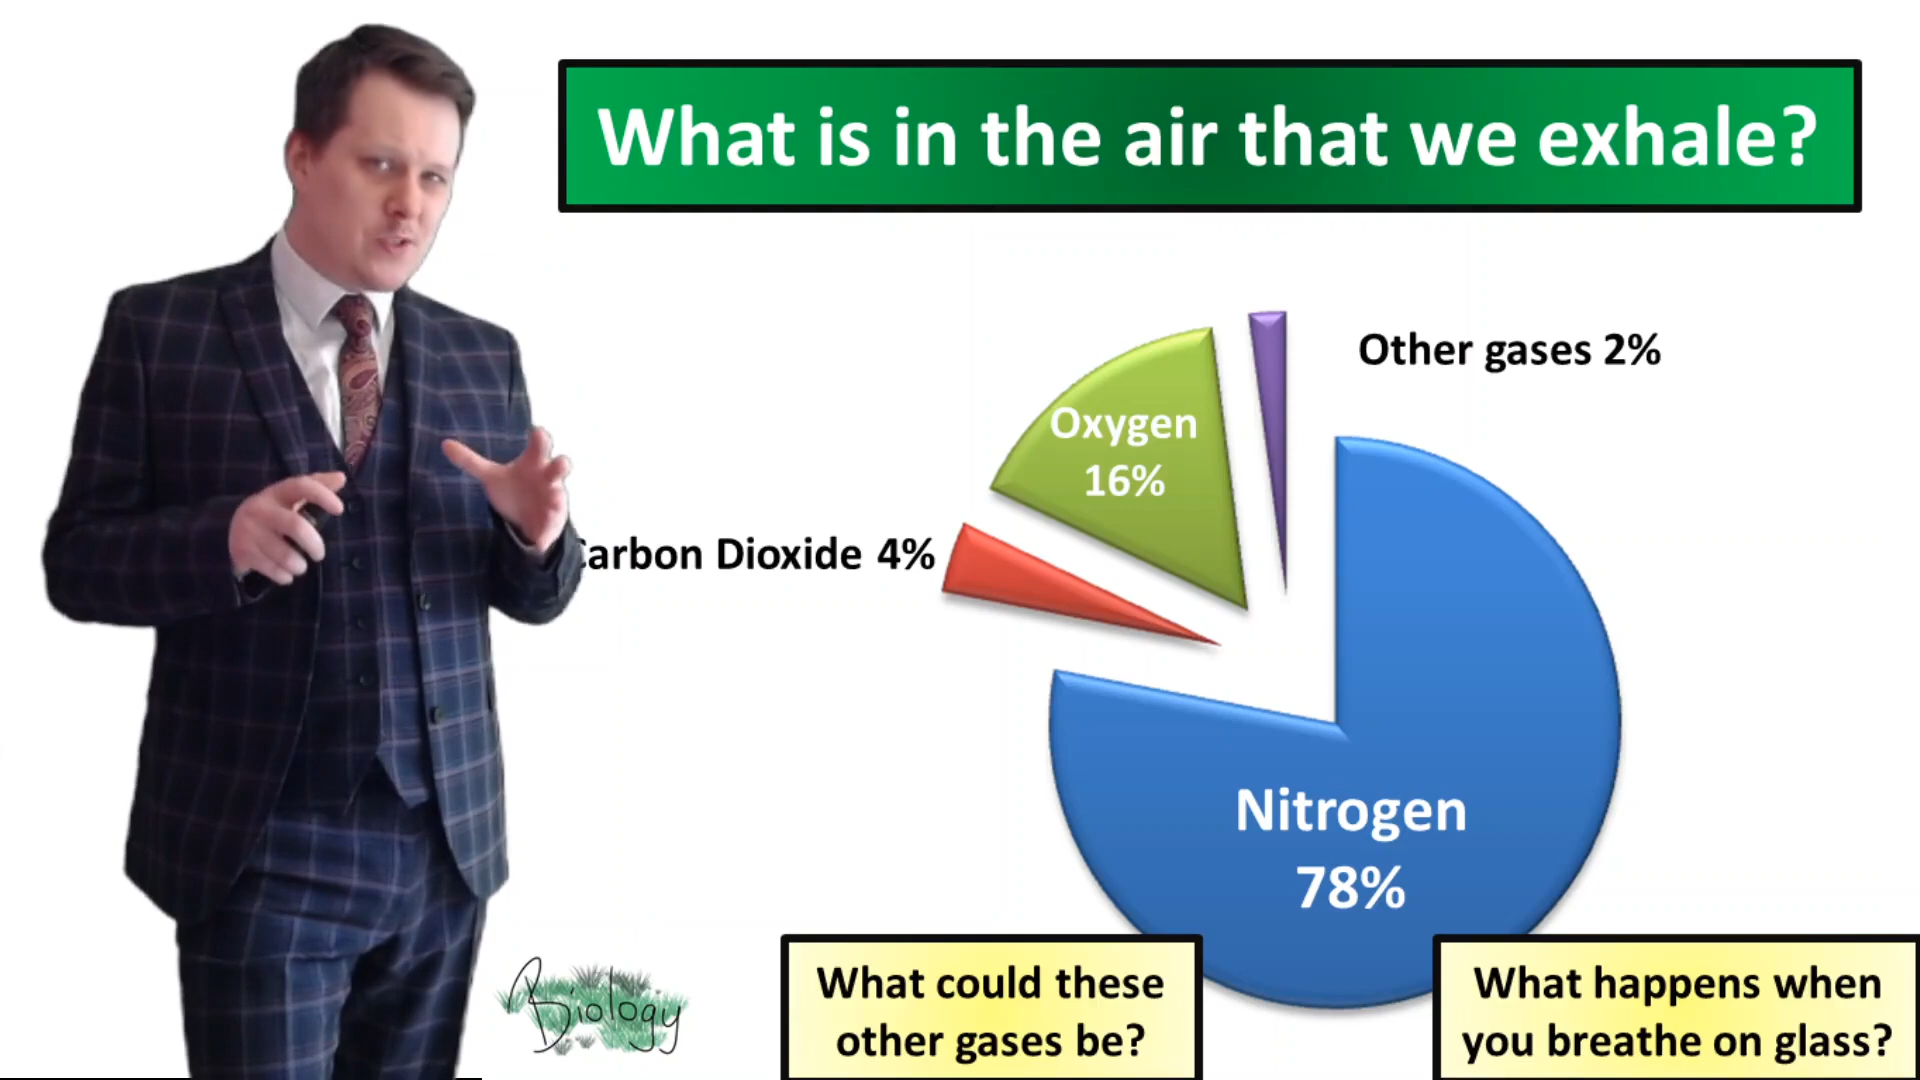 What is in the air that we exhale?
Other gases 2%
Oxygen
16%
arbon Dioxide 4%
Nitrogen
78%
Biology
What could these
other gases be?
What happens when
you breathe on glass?